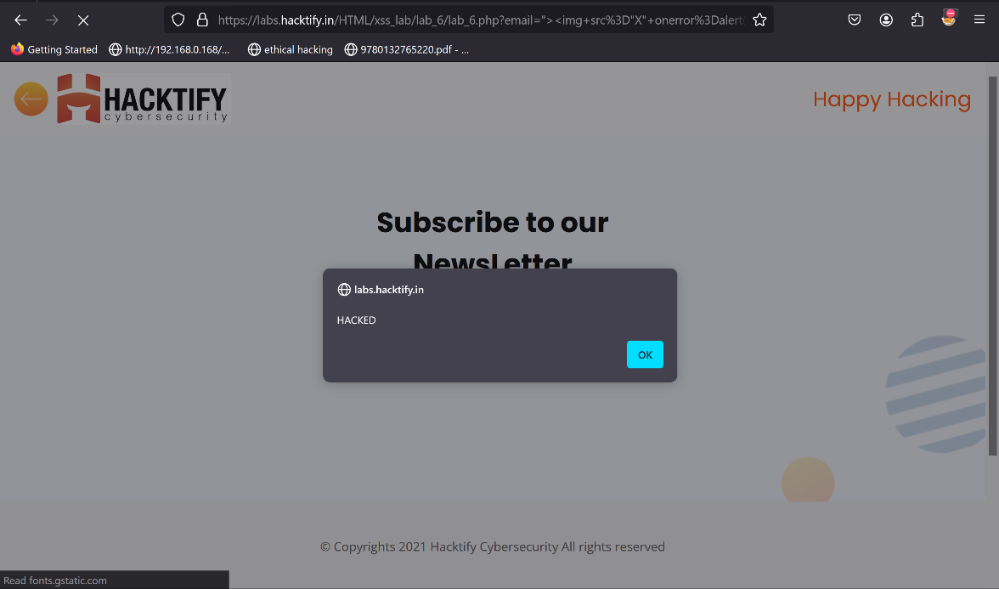 https://labs.hacktify.in/HTML/xss_lab/lab_6/lab_6.php?email="><img+src%3D"X"+onerror%3Dalert
Getting Started
http://192.168.0.168/...
ethical hacking
9780132765220.pdf - ...
HACKTIFY
cybersecurity
Happy Hacking
Subscribe to our
NewsLetter
labs.hacktify.in
HACKED
OK
© Copyrights 2021 Hacktify Cybersecurity All rights reserved
Read fonts.gstatic.com